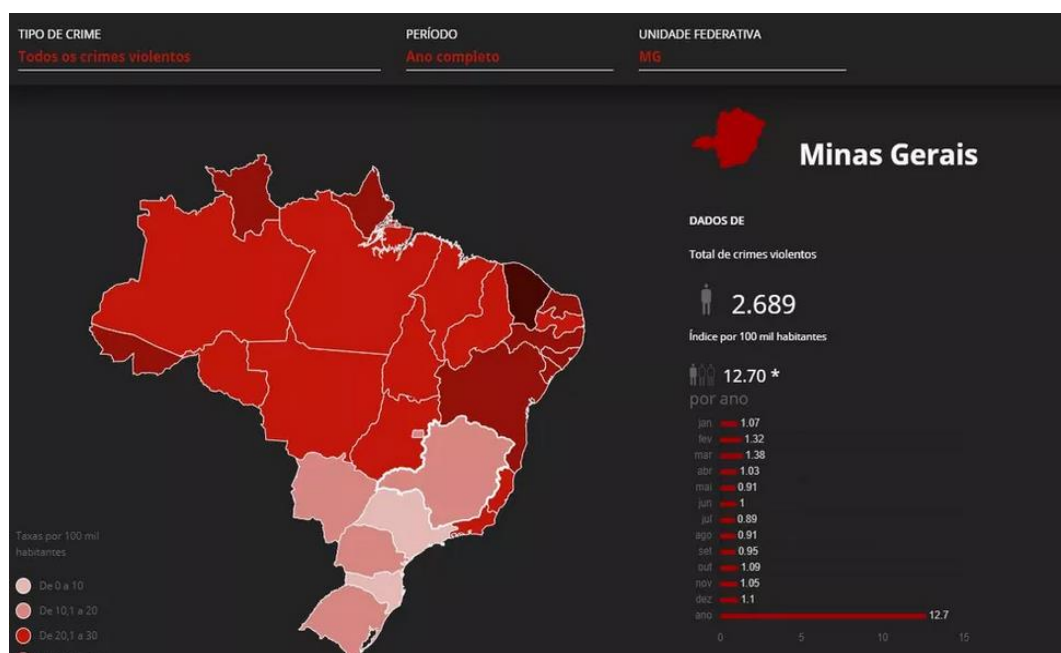 TIPO DE CRIME
Todos os crimes violentos
PERÍODO
Ano completo
UNIDADE FEDERATIVA
MG
Minas Gerais
DADOS DE
Total de crimes violentos
2.689
Índice por 100 mil habitantes
12.70 *
por ano
jan 1.07
fev 1.32
mar 1.38
abr 1.03
mai 0.91
jun 1
jul 0.89
ago 0.91
set 0.95
out 1.09
nov 1.05
dez 1.1
ano 12.7
0 5 10 15
Taxas por 100 mil
habitantes
De 0 a 10
De 10,1 a 20
De 20,1 a 30